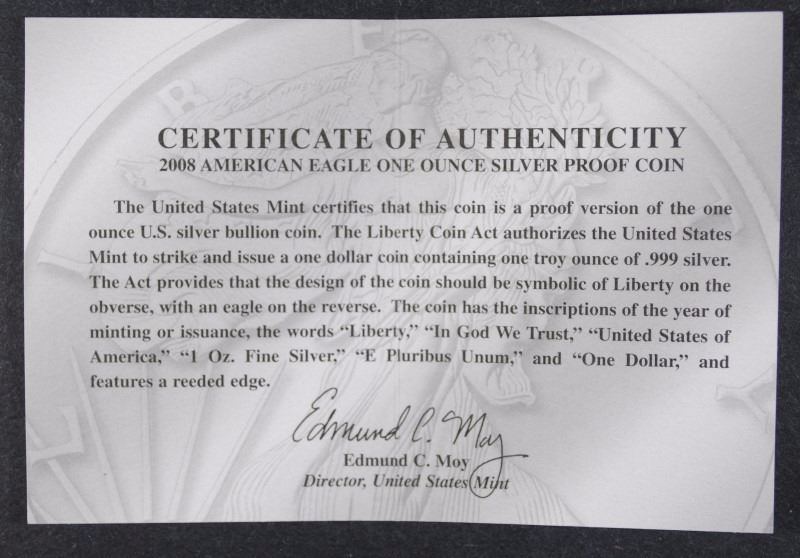 CERTIFICATE OF AUTHENTICITY
2008 AMERICAN EAGLE ONE OUNCE SILVER PROOF COIN
The United States Mint certifies that this coin is a proof version of the one
ounce U.S. silver bullion coin. The Liberty Coin Act authorizes the United States
Mint to strike and issue a one dollar coin containing one troy ounce of .999 silver.
The Act provides that the design of the coin should be symbolic of Liberty on the
obverse, with an eagle on the reverse. The coin has the inscriptions of the year of
minting or issuance, the words “Liberty,” “In God We Trust,” “United States of
America,” “1 Oz. Fine Silver,” “E Pluribus Unum,” and “One Dollar,” and
features a reeded edge.
Edmund C. Moy
Edmund C. Moy
Director, United States Mint